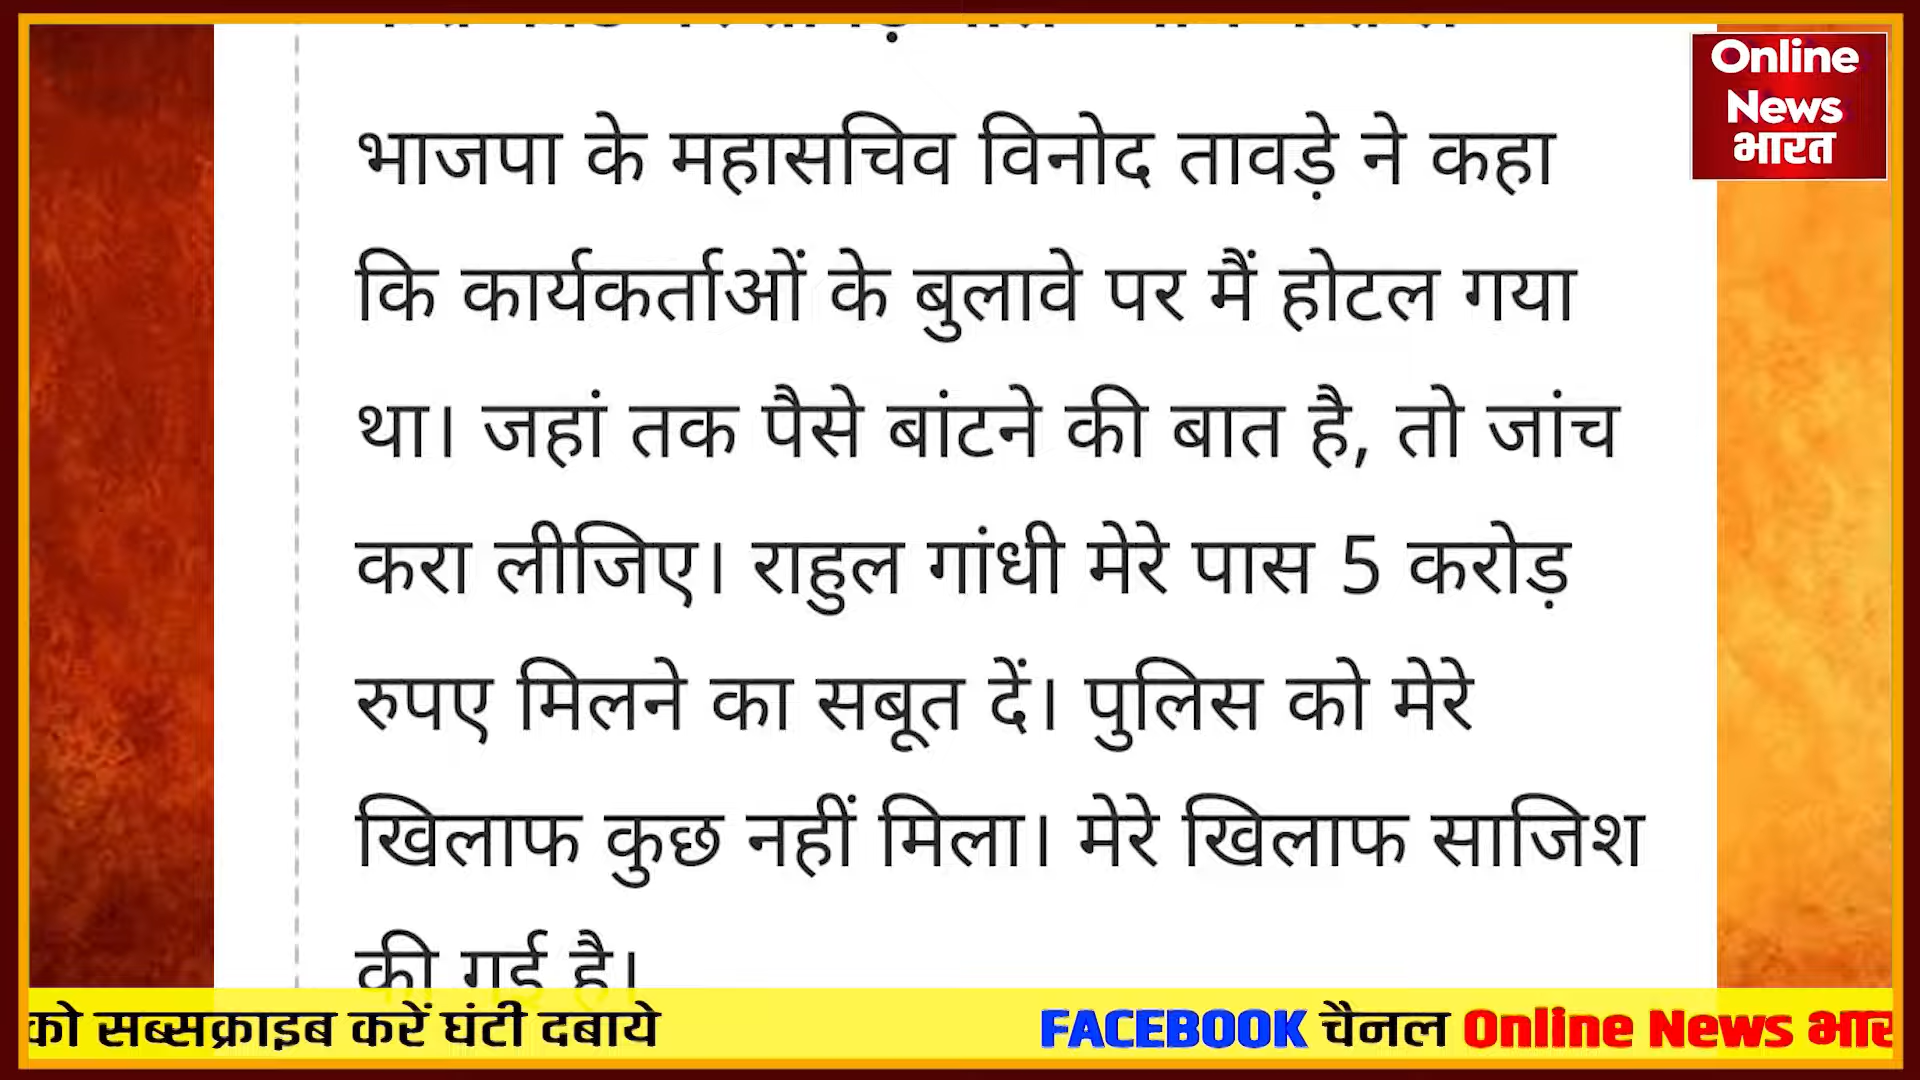 Online
News
भारत
भाजपा के महासचिव विनोद तावड़े ने कहा
कि कार्यकर्ताओं के बुलावे पर मैं होटल गया
था। जहां तक पैसे बांटने की बात है, तो जांच
करा लीजिए। राहुल गांधी मेरे पास 5 करोड़
रुपए मिलने का सबूत दें। पुलिस को मेरे
खिलाफ कुछ नहीं मिला। मेरे खिलाफ साजिश
की गई है।
को सब्सक्राइब करें घंटी दबाये FACEBOOK चैनल Online News